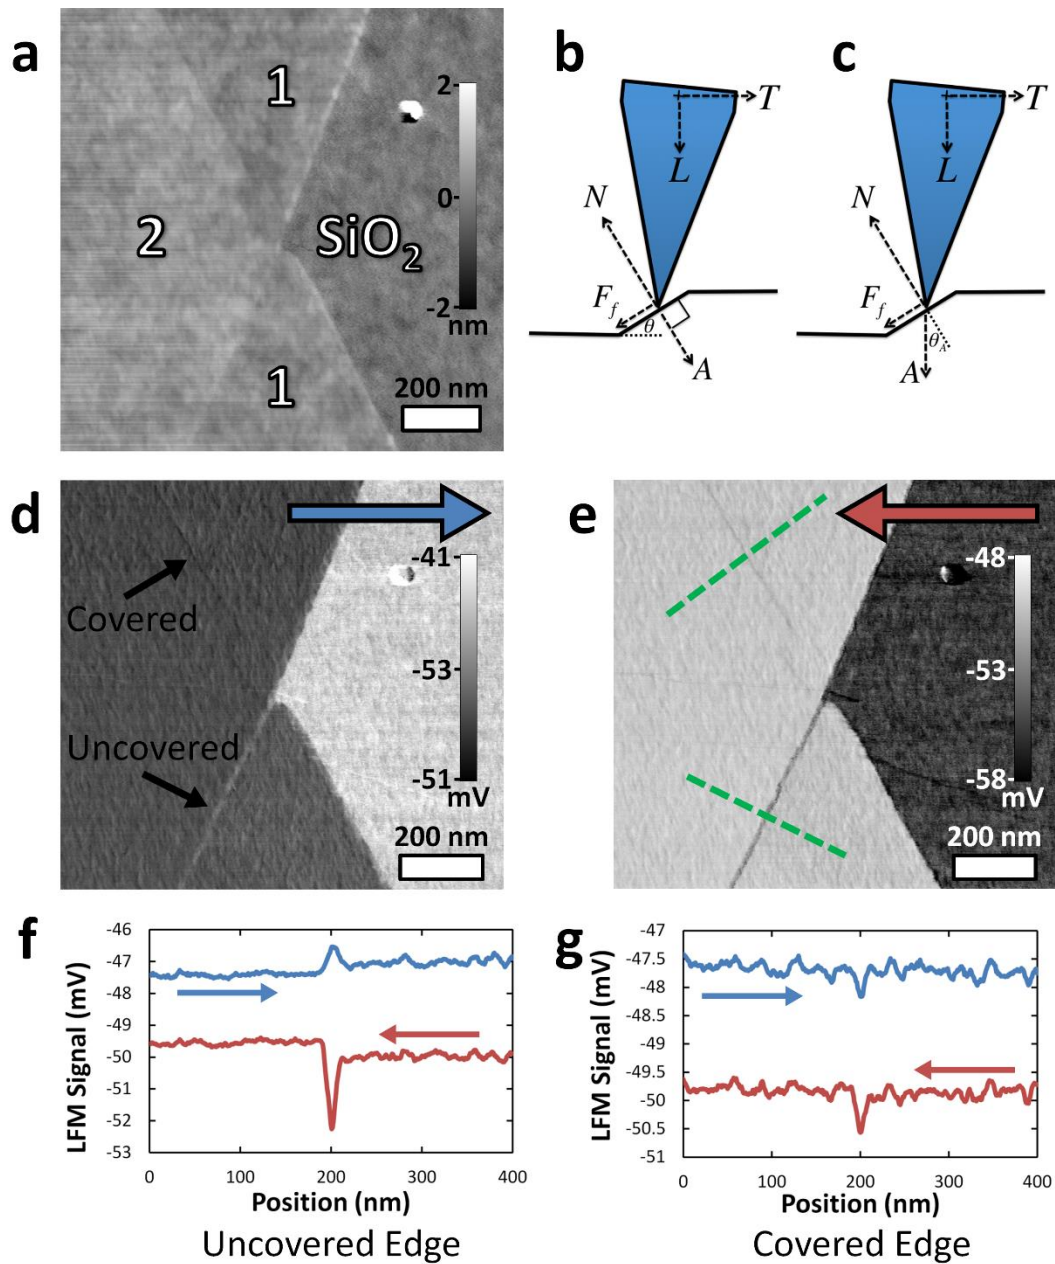 a
1
2
SiO₂
1
2
0
-2
nm
200 nm
b
T
L
N
F_f
θ
A
c
T
L
N
F_f
θ_A
A
d
Covered
Uncovered
-41
-53
-51
mV
200 nm
e
-48
-53
-58
mV
200 nm
f
LFM Signal (mV)
-46
-47
-48
-49
-50
-51
-52
-53
0 100 200 300 400
Position (nm)
Uncovered Edge
g
LFM Signal (mV)
-47
-47.5
-48
-48.5
-49
-49.5
-50
-50.5
-51
0 100 200 300 400
Position (nm)
Covered Edge